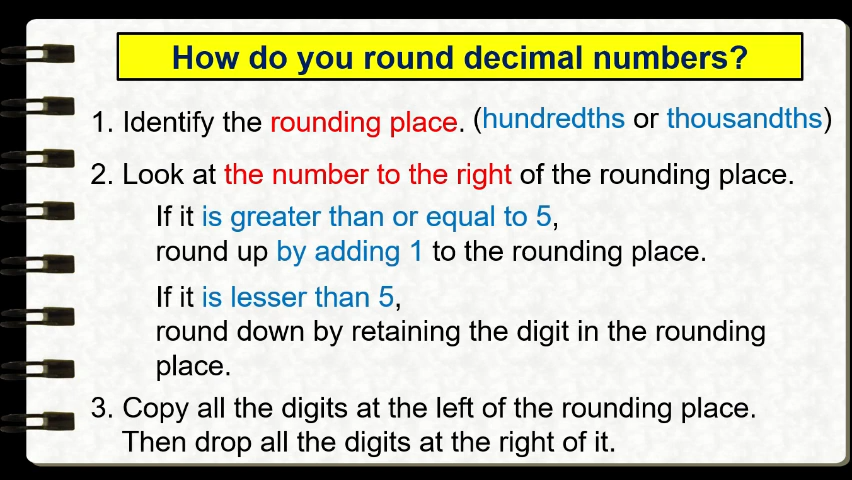 How do you round decimal numbers?
1. Identify the rounding place. (hundredths or thousandths)
2. Look at the number to the right of the rounding place.
If it is greater than or equal to 5,
round up by adding 1 to the rounding place.
If it is lesser than 5,
round down by retaining the digit in the rounding
place.
3. Copy all the digits at the left of the rounding place.
Then drop all the digits at the right of it.